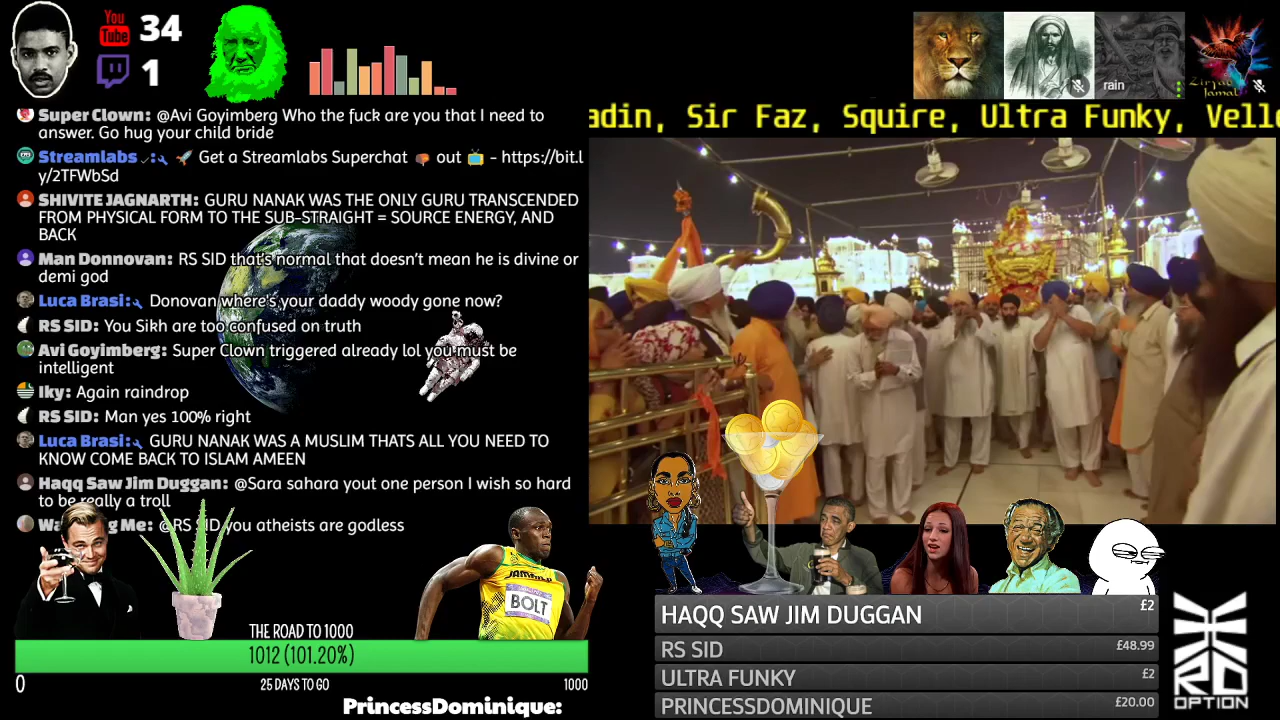 You
Tube 34
1
rain
Ziryab
Jamal
adin, Sir Faz, Squire, Ultra Funky, Vell
Super Clown: @Avi Goyimberg Who the fuck are you that I need to
answer. Go hug your child bride
Streamlabs : Get a Streamlabs Superchat out - https://bit.l
y/2TFWbSd
SHIVITE JAGNARTH: GURU NANAK WAS THE ONLY GURU TRANSCENDED
FROM PHYSICAL FORM TO THE SUB-STRAIGHT = SOURCE ENERGY, AND
BACK
Man Donnovan: RS SID that's normal that doesn't mean he is divine or
demi god
Luca Brasi: Donovan where's your daddy woody gone now?
RS SID: You Sikh are too confused on truth
Avi Goyimberg: Super Clown triggered already lol you must be
intelligent
Iky: Again raindrop
RS SID: Man yes 100% right
Luca Brasi: GURU NANAK WAS A MUSLIM THATS ALL YOU NEED TO
KNOW COME BACK TO ISLAM AMEEN
Haqq Saw Jim Duggan: @Sara sahara yout one person I wish so hard
to be really a troll
Me: @RS SID you atheists are godless
JAMAICA
BOLT
THE ROAD TO 1000
1012 (101.20%)
0 25 DAYS TO GO 1000
PrincessDominique:
HAQQ SAW JIM DUGGAN £2
RS SID £48.99
ULTRA FUNKY £2
PRINCESSDOMINIQUE £20.00
OPTION